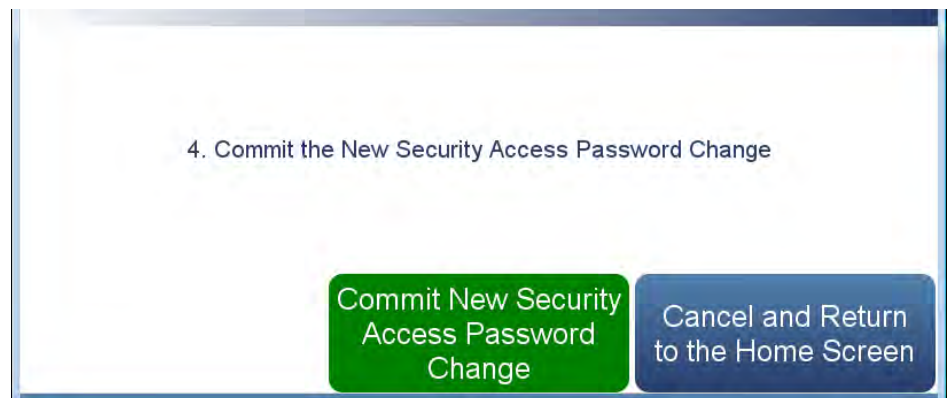 4. Commit the New Security Access Password Change
Commit New Security
Access Password
Change
Cancel and Return
to the Home Screen